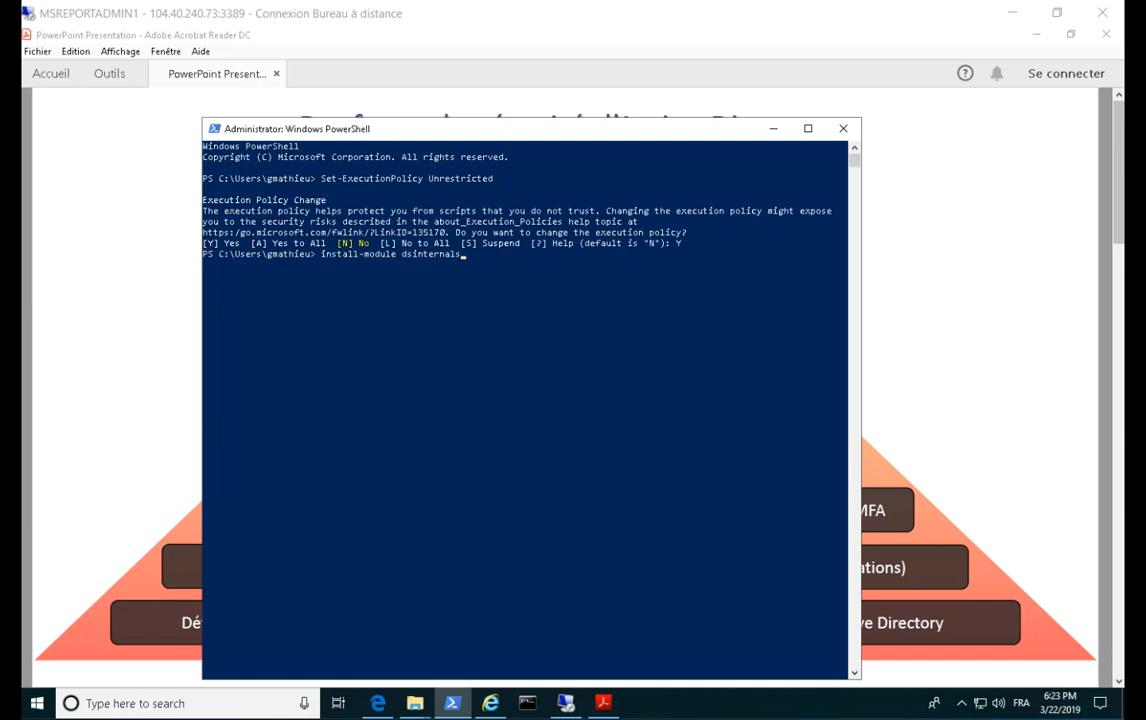 MSREPORTADMIN1 - 104.40.240.73:3389 - Connexion Bureau à distance
PowerPoint Presentation - Adobe Acrobat Reader DC
Fichier Edition Affichage Fenêtre Aide
Accueil Outils PowerPoint Present... × ? Se connecter
Administrator: Windows PowerShell
Windows PowerShell
Copyright (C) Microsoft Corporation. All rights reserved.
PS C:\Users\gmathieu> Set-ExecutionPolicy Unrestricted
Execution Policy Change
The execution policy helps protect you from scripts that you do not trust. Changing the execution policy might expose
you to the security risks described in the about_Execution_Policies help topic at
https:/go.microsoft.com/fwlink/?LinkID=135170. Do you want to change the execution policy?
[Y] Yes [A] Yes to All [N] No [L] No to All [S] Suspend [?] Help (default is "N"): Y
PS C:\Users\gmathieu> install-module dsinternals_
MFA
ations)
Dé
ve Directory
Type here to search
FRA
6:23 PM
3/22/2019